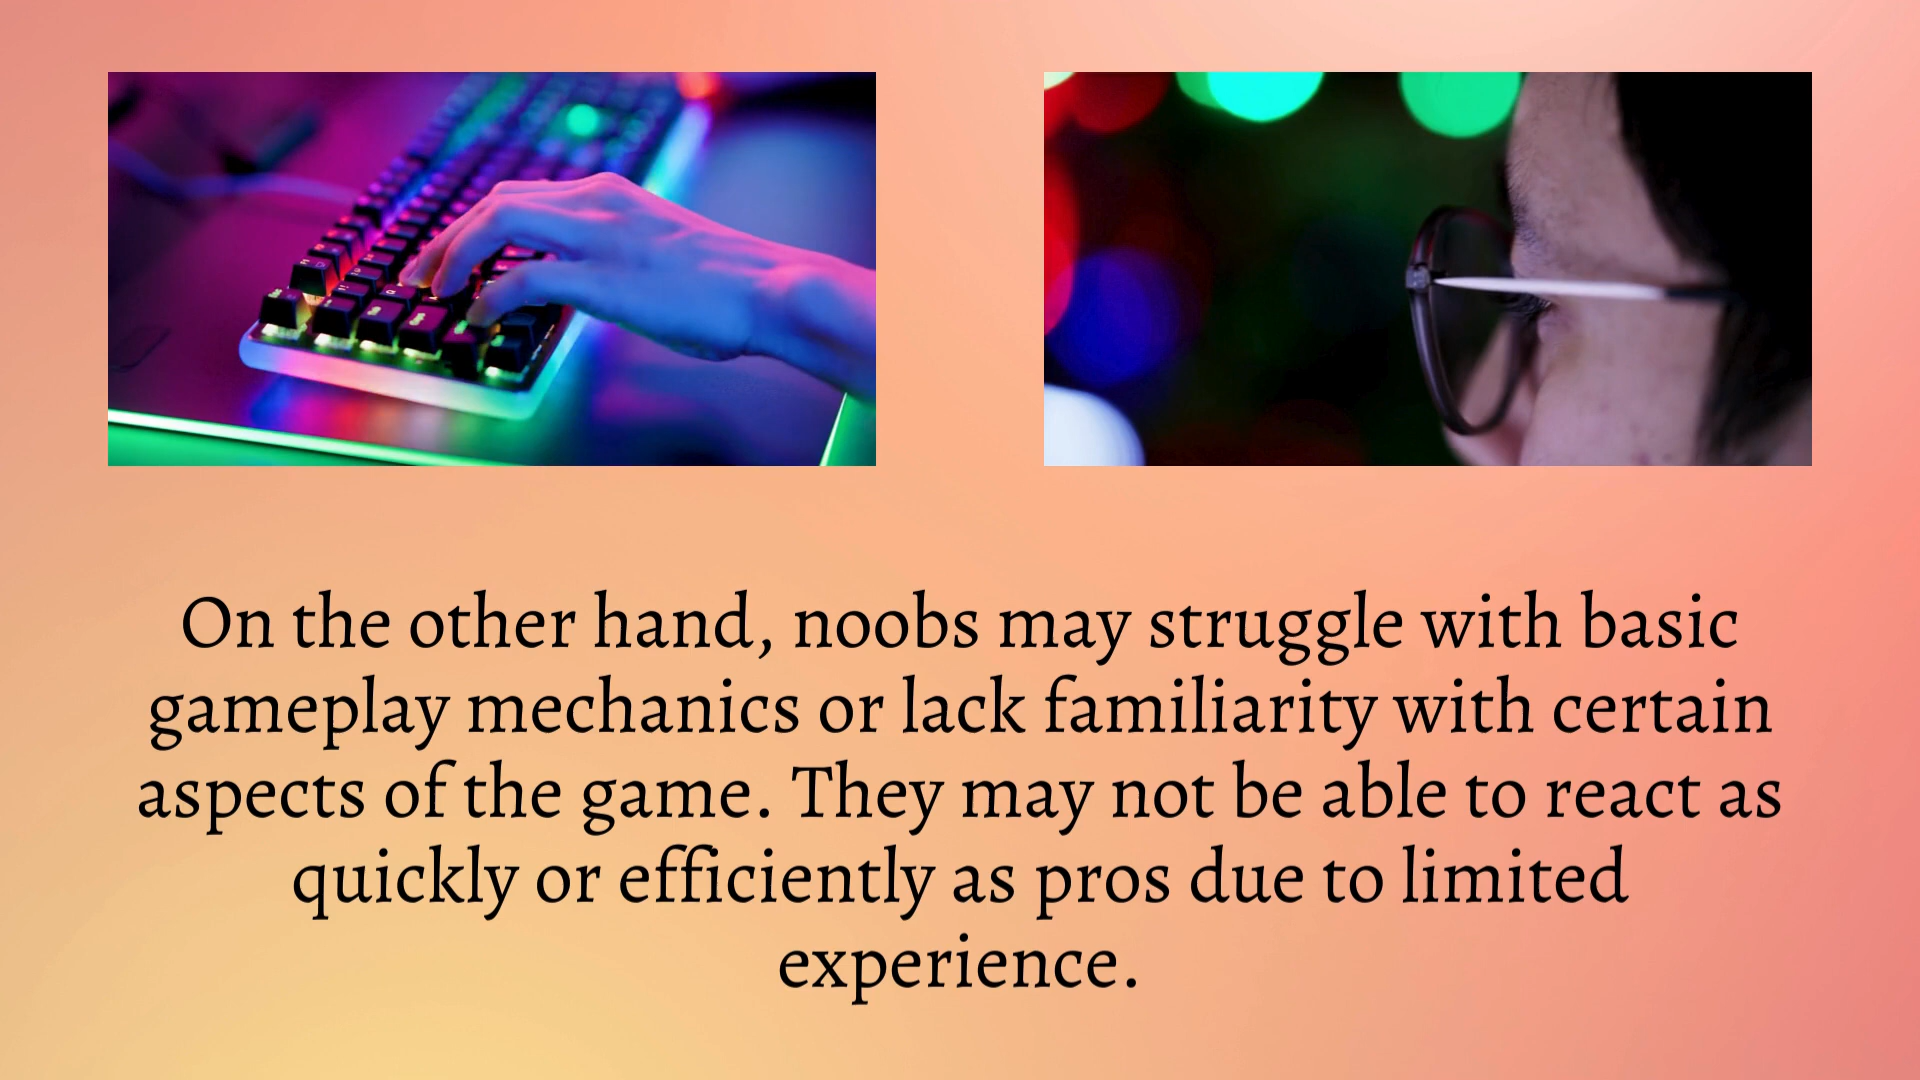 On the other hand, noobs may struggle with basic
gameplay mechanics or lack familiarity with certain
aspects of the game. They may not be able to react as
quickly or efficiently as pros due to limited
experience.